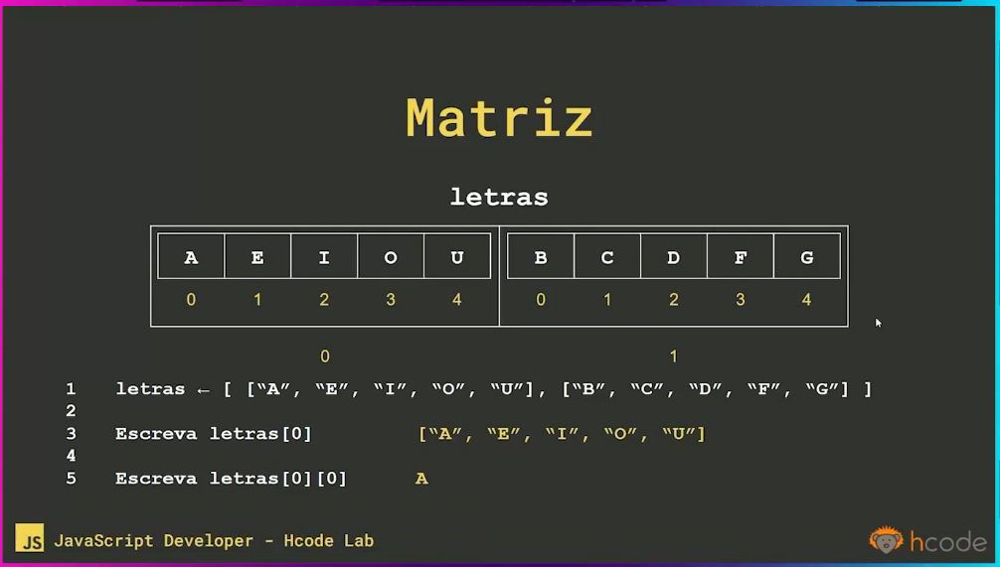 Matriz
letras
A E I O U B C D F G
0 1 2 3 4 0 1 2 3 4
0 1
1 letras ← [ [“A”, “E”, “I”, “O”, “U”], [“B”, “C”, “D”, “F”, “G”] ]
2
3 Escreva letras[0] [“A”, “E”, “I”, “O”, “U”]
4
5 Escreva letras[0][0] A
JS JavaScript Developer - Hcode Lab hcode